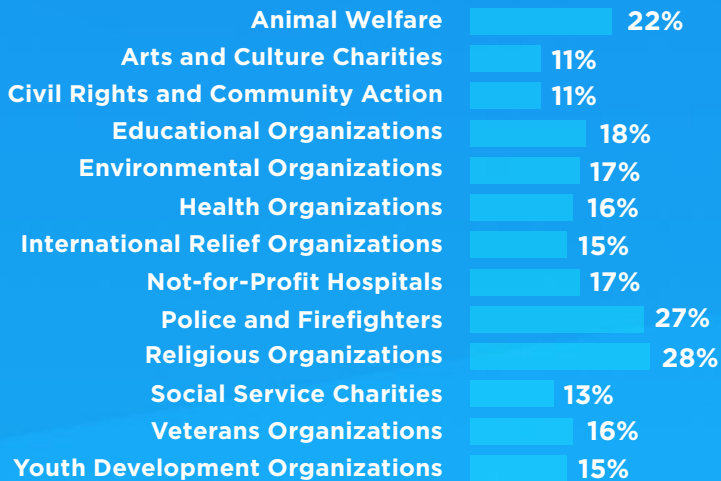 Animal Welfare 22%
Arts and Culture Charities 11%
Civil Rights and Community Action 11%
Educational Organizations 18%
Environmental Organizations 17%
Health Organizations 16%
International Relief Organizations 15%
Not-for-Profit Hospitals 17%
Police and Firefighters 27%
Religious Organizations 28%
Social Service Charities 13%
Veterans Organizations 16%
Youth Development Organizations 15%